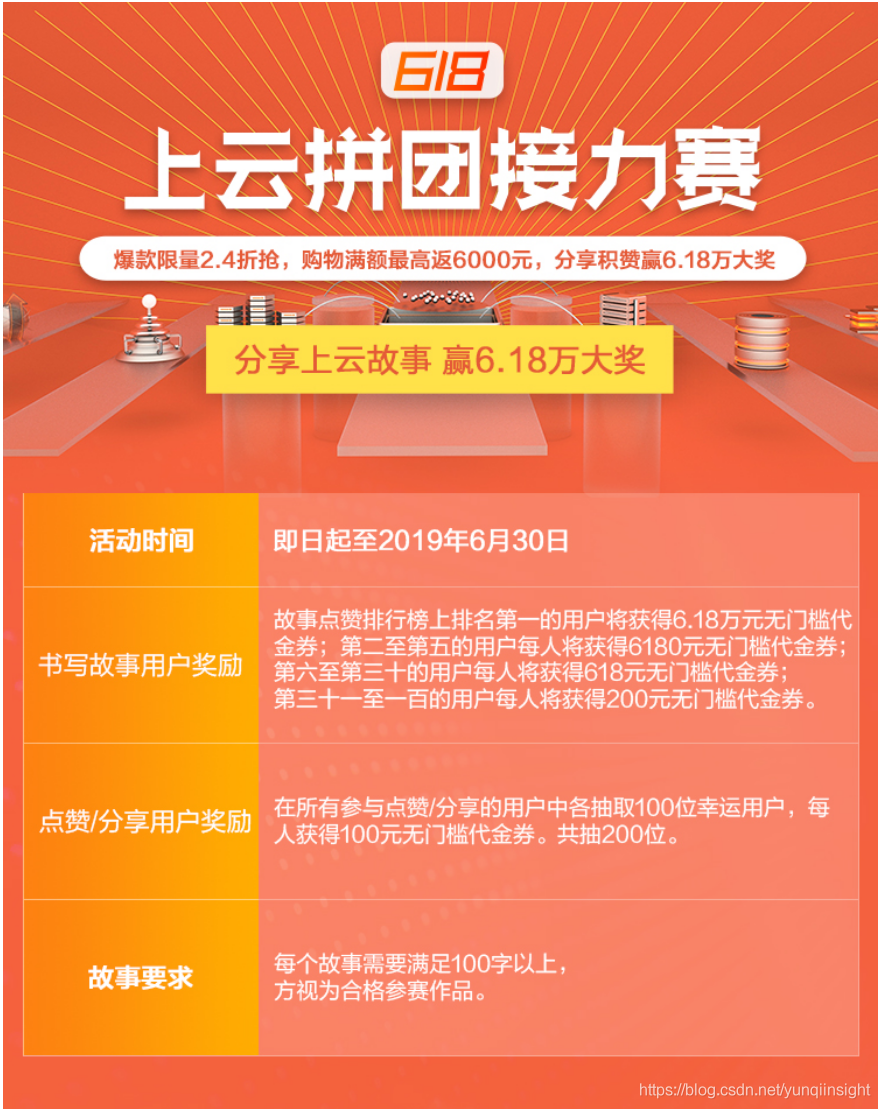 618
上云拼团接力赛
爆款限量2.4折抢，购物满额最高返6000元，分享积赞赢6.18万大奖
分享上云故事 赢6.18万大奖
活动时间
即日起至2019年6月30日
书写故事用户奖励
故事点赞排行榜上排名第一的用户将获得6.18万元无门槛代
金券；第二至第五的用户每人将获得6180元无门槛代金券；
第六至第三十的用户每人将获得618元无门槛代金券；
第三十一至一百的用户每人将获得200元无门槛代金券。
点赞/分享用户奖励
在所有参与点赞/分享的用户中各抽取100位幸运用户，每
人获得100元无门槛代金券。共抽200位。
故事要求
每个故事需要满足100字以上，
方视为合格参赛作品。
https://blog.csdn.net/yunqiinsight